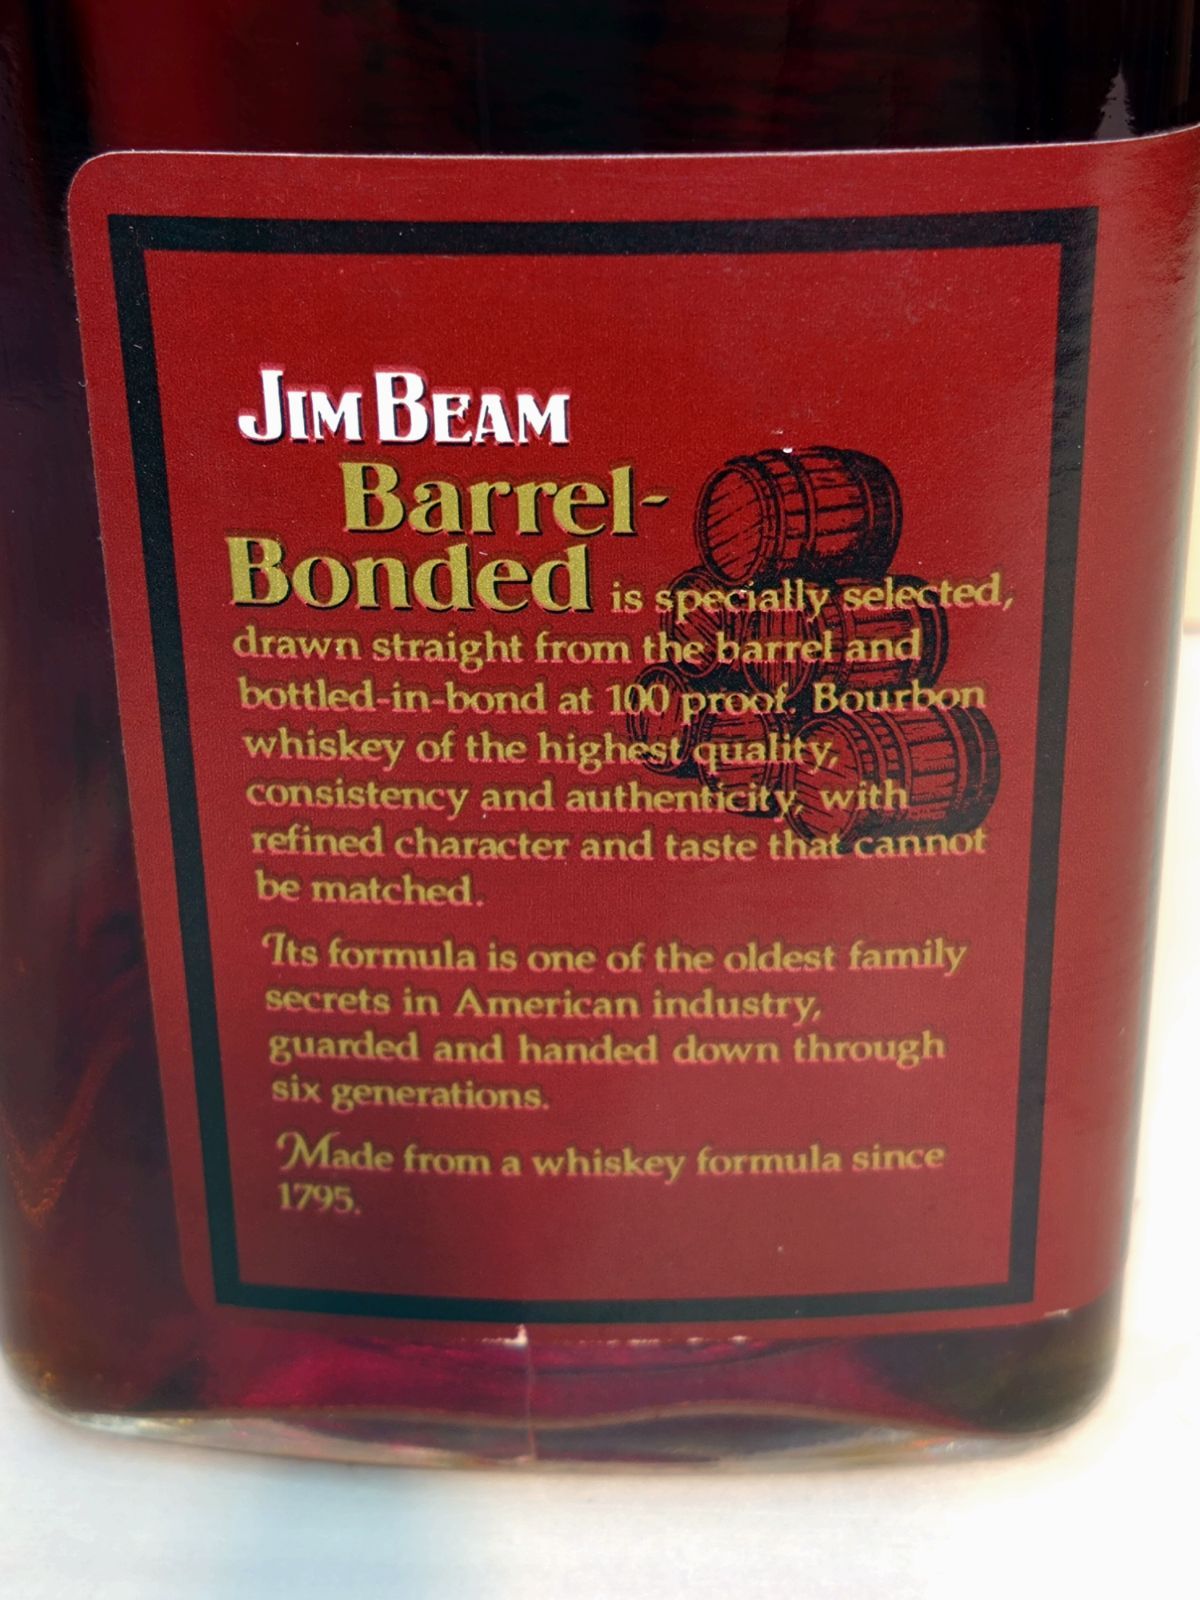 JIM BEAM
Barrel-
Bonded is specially selected,
drawn straight from the barrel and
bottled-in-bond at 100 proof. Bourbon
whiskey of the highest quality,
consistency and authenticity, with
refined character and taste that cannot
be matched.
Its formula is one of the oldest family
secrets in American industry,
guarded and handed down through
six generations.
Made from a whiskey formula since
1795.